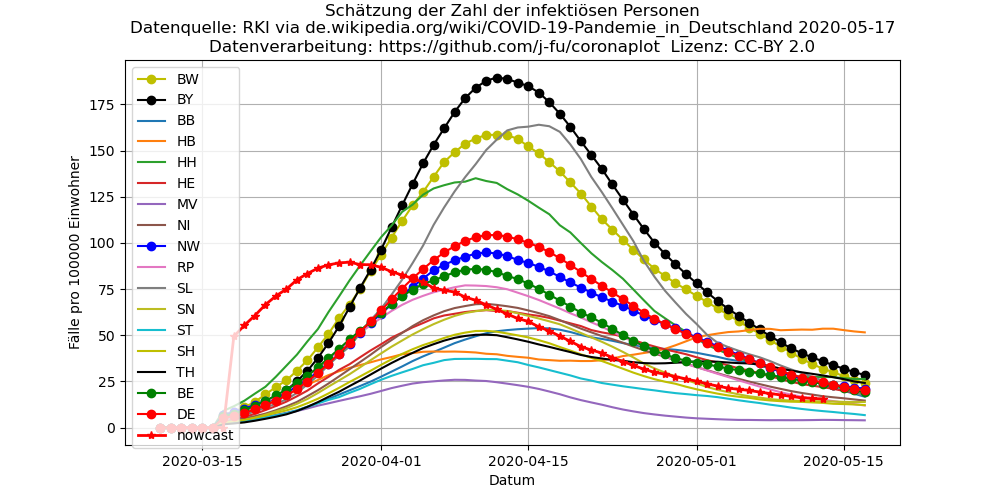 Schätzung der Zahl der infektiösen Personen
Datenquelle: RKI via de.wikipedia.org/wiki/COVID-19-Pandemie_in_Deutschland 2020-05-17
Datenverarbeitung: https://github.com/j-fu/coronaplot Lizenz: CC-BY 2.0
Fälle pro 100000 Einwohner
175
150
125
100
75
50
25
0
BW
BY
BB
HB
HH
HE
MV
NI
NW
RP
SL
SN
ST
SH
TH
BE
DE
nowcast
2020-03-15
2020-04-01
2020-04-15
2020-05-01
2020-05-15
Datum